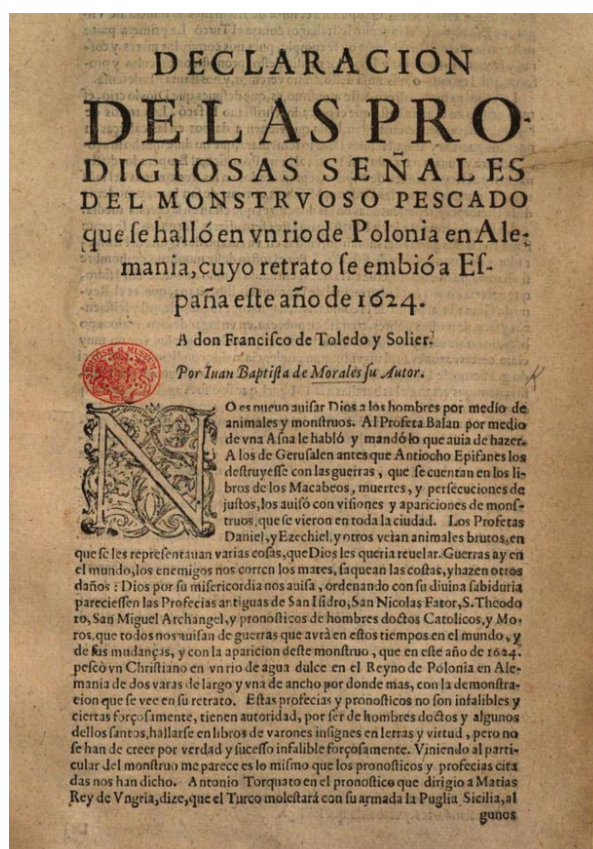 DECLARACION
DE LAS PRO-
DIGIOSAS SEÑALES
DEL MONSTRVOSO PESCADO
que ſe halló en vn rio de Polonia en Ale-
mania, cuyo retrato ſe embió a Eſ-
paña eſte año de 1624.
A don Franciſco de Toledo y Solier.
Por Iuan Baptiſta de Morales ſu Autor.
NO es nueuo auiſar Dios a los hombres por medio de
animales y monſtruos. Al Profeta Balan por medio
de vna Aſna le habló y mandólo que auia de hazer.
A los de Geruſalen antes que Antiocho Epifanes los
deſtruyeſſe con las guerras, que ſe cuentan en los li-
bros de los Macabeos, muertes, y perſecuciones de
juſtos, los auiſó con viſiones y apariciones de monſ-
truos, que ſe vieron en toda la ciudad. Los Profetas
Daniel, y Ezechiel. y otros veian animales brutos, en
que ſe les repreſentauan varias coſas, que Dios les queria reuelar. Guerras ay en
el mundo, los enemigos nos corren los mares, ſaquean las coſtas, y hazen otros
daños: Dios por ſu miſericordia nos auiſa, ordenando con ſu diuina ſabiduria
parecieſſen las Profecias antiguas de San Iſidro, San Nicolas Fator, S. Theodo
ro, San Miguel Archangel, y pronoſticos de hombres doctos Catolicos, y Mo-
ros, que todos nos auiſan de guerras que avrà en eſtos tiempos en el mundo, y
de ſus mudanças, y con la aparicion deſte monſtruo, que en eſte año de 1624.
peſcò vn Chriſtiano en vn rio de agua dulce en el Reyno de Polonia en Ale-
mania de dos varas de largo y vna de ancho por donde mas, con la demonſtra-
cion que ſe vee en ſu retrato. Eſtas profecias y pronoſticos no ſon infalibles y
ciertas forçoſamente, tienen autoridad, por ſer de hombres doctos y algunos
dellos ſantos, hallarſe en libros de varones inſignes en letras y virtud, pero no
ſe han de creer por verdad y ſuceſſo infalible forçoſamente. Viniendo al parti-
cular del monſtruo me parece es lo miſmo que los pronoſticos y profecias cita
das nos han dicho. Antonio Torquato en el pronoſtico que dirigio a Matias
Rey de Vngria, dize, que el Turco moleſtará con ſu armada la Puglia Sicilia, al
gunos
BRITISH MUSEUM